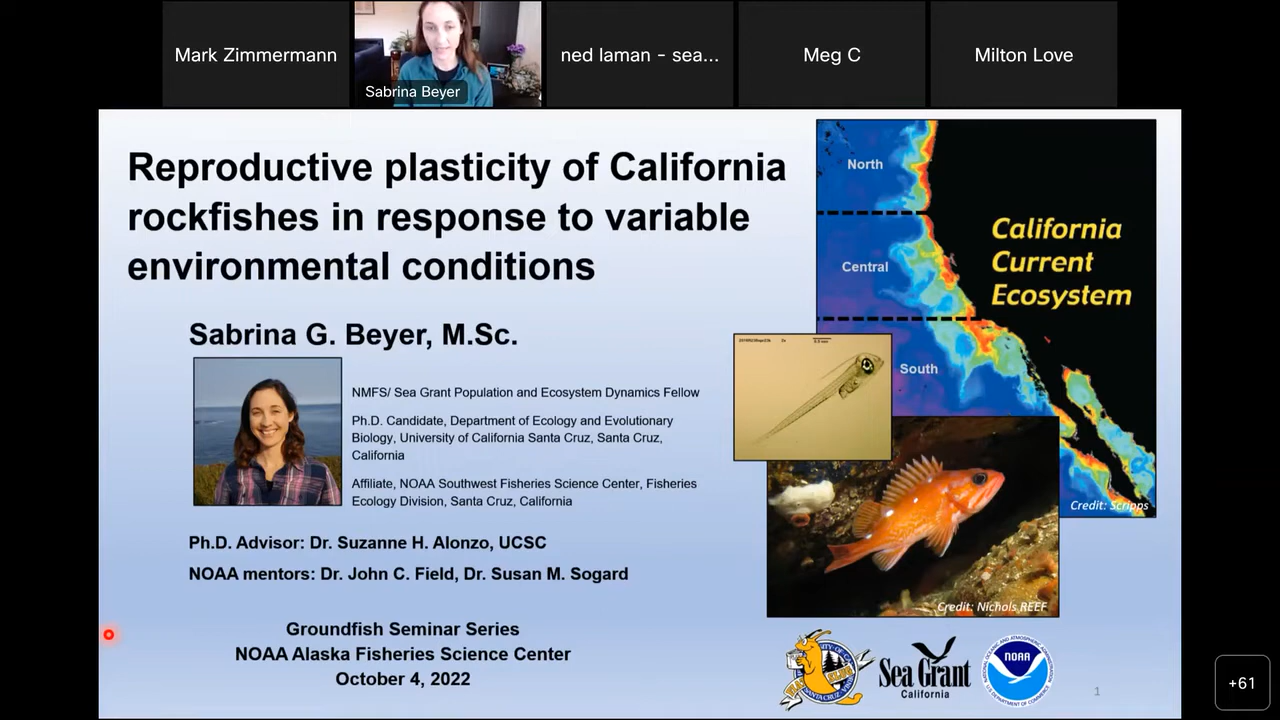 Mark Zimmermann
Sabrina Beyer
ned laman - sea...
Meg C
Milton Love
Reproductive plasticity of California
rockfishes in response to variable
environmental conditions
Sabrina G. Beyer, M.Sc.
NMFS/ Sea Grant Population and Ecosystem Dynamics Fellow
Ph.D. Candidate, Department of Ecology and Evolutionary
Biology, University of California Santa Cruz, Santa Cruz,
California
Affiliate, NOAA Southwest Fisheries Science Center, Fisheries
Ecology Division, Santa Cruz, California
Ph.D. Advisor: Dr. Suzanne H. Alonzo, UCSC
NOAA mentors: Dr. John C. Field, Dr. Susan M. Sogard
Groundfish Seminar Series
NOAA Alaska Fisheries Science Center
October 4, 2022
North
Central
South
California
Current
Ecosystem
Credit: Scripps
Credit: Nichols REEF
Sea Grant
California
NOAA
1
+61